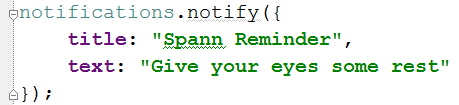 notifications.notify({
    title: "Spann Reminder",
    text: "Give your eyes some rest"
});